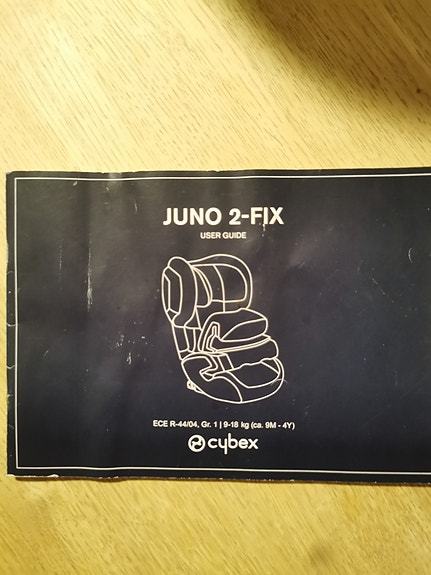 JUNO 2-FIX
USER GUIDE
ECE R-44/04, Gr. 1 | 9-18 kg (ca. 9M - 4Y)
cybex